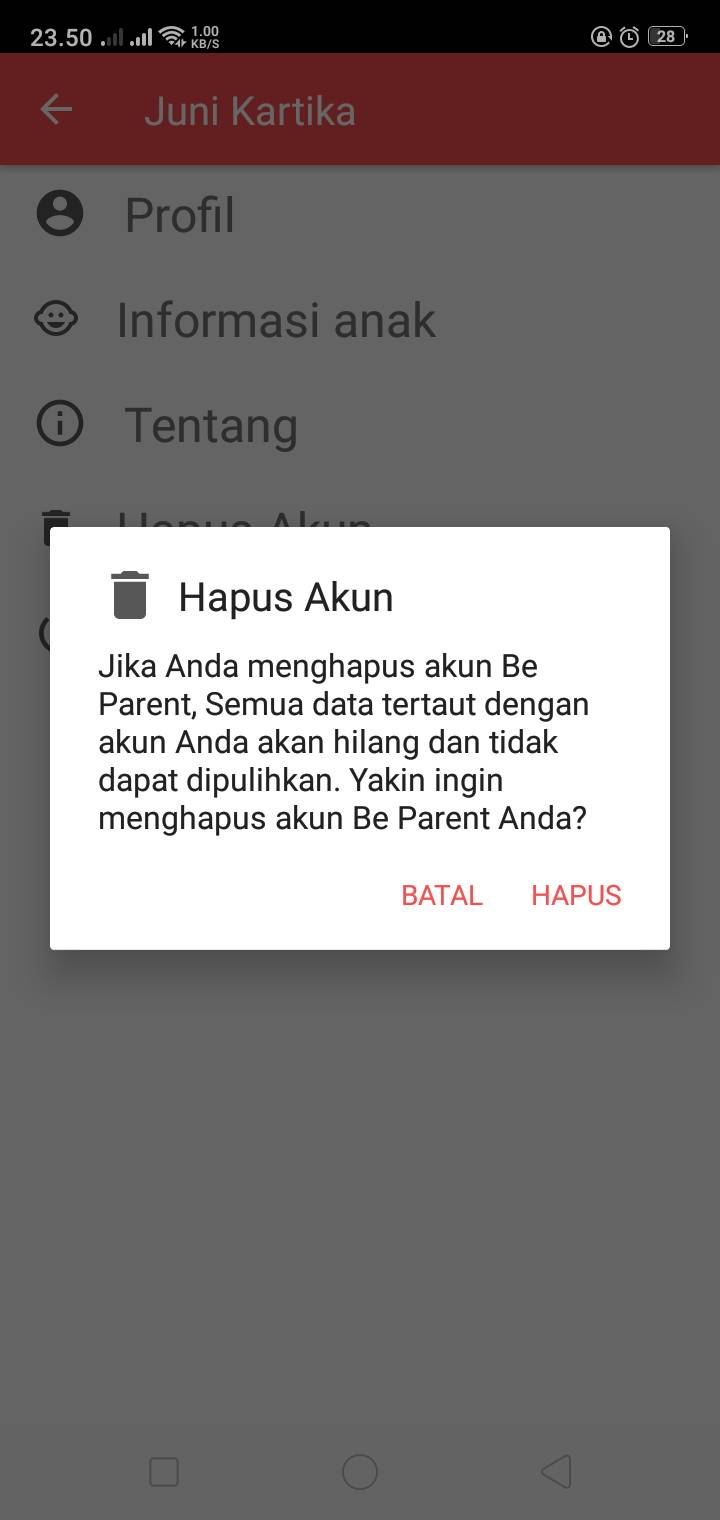 23.50
1.00
KB/S
28
Juni Kartika
Profil
Informasi anak
Tentang
Hapus Akun
Hapus Akun
Jika Anda menghapus akun Be
Parent, Semua data tertaut dengan
akun Anda akan hilang dan tidak
dapat dipulihkan. Yakin ingin
menghapus akun Be Parent Anda?
BATAL HAPUS